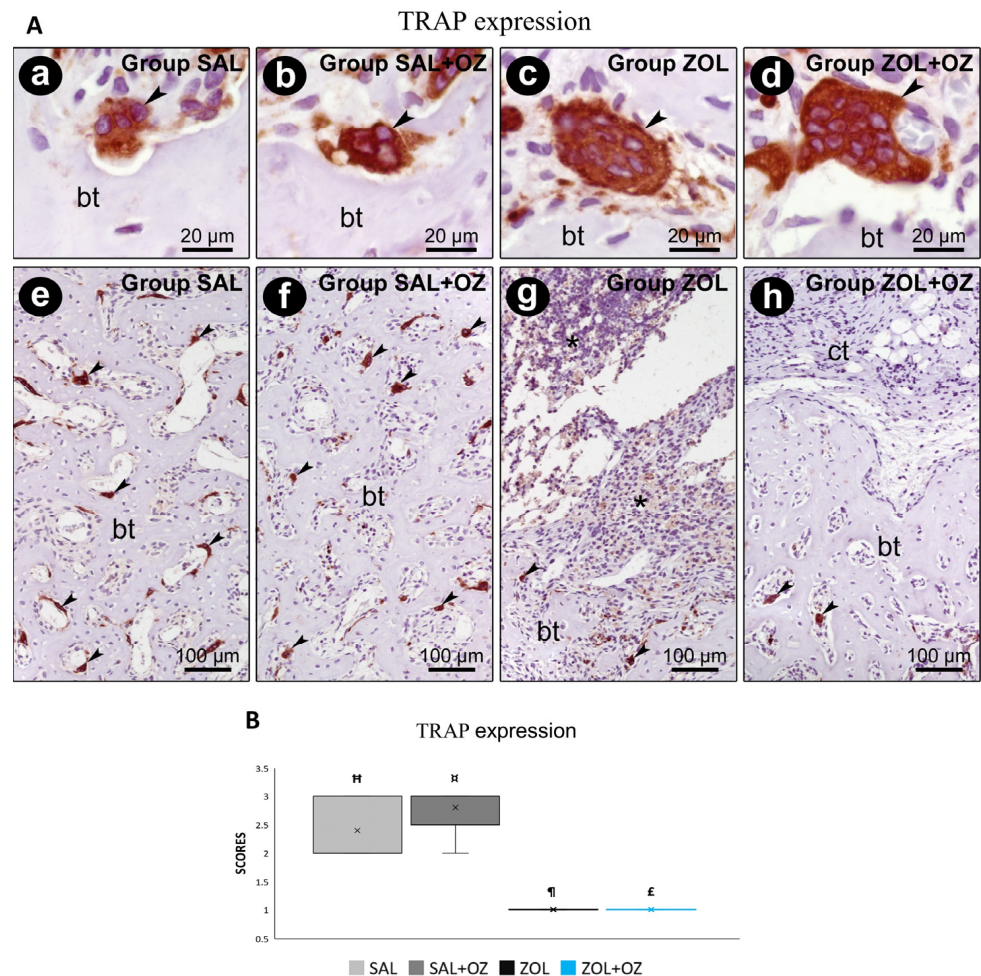 A
TRAP expression
a Group SAL
bt
20 µm
b Group SAL+OZ
bt
20 µm
c Group ZOL
bt
20 µm
d Group ZOL+OZ
bt
20 µm
e Group SAL
bt
100 µm
f Group SAL+OZ
bt
100 µm
g Group ZOL
*
*
bt
100 µm
h Group ZOL+OZ
ct
bt
100 µm
B
TRAP expression
SCORES
3.5
3
2.5
2
1.5
1
0.5
Ħ
¤
¶
£
SAL SAL+OZ ZOL ZOL+OZ